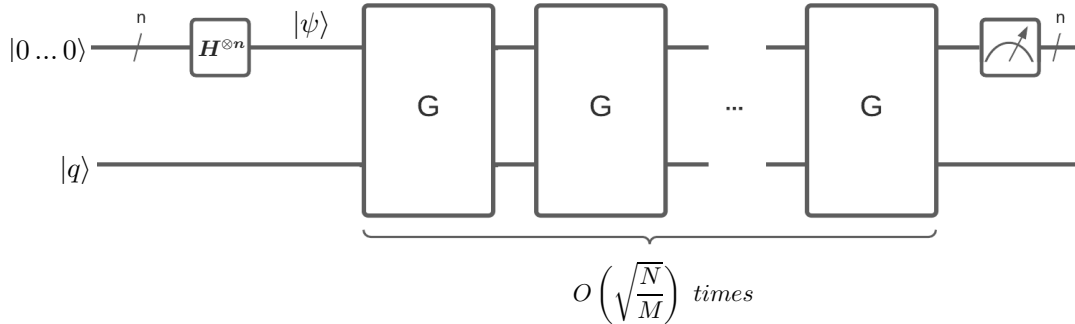 n |ψ⟩ n
|0 ... 0⟩ H^{⊗n}
G G ... G
|q⟩
O(√(N/M)) times